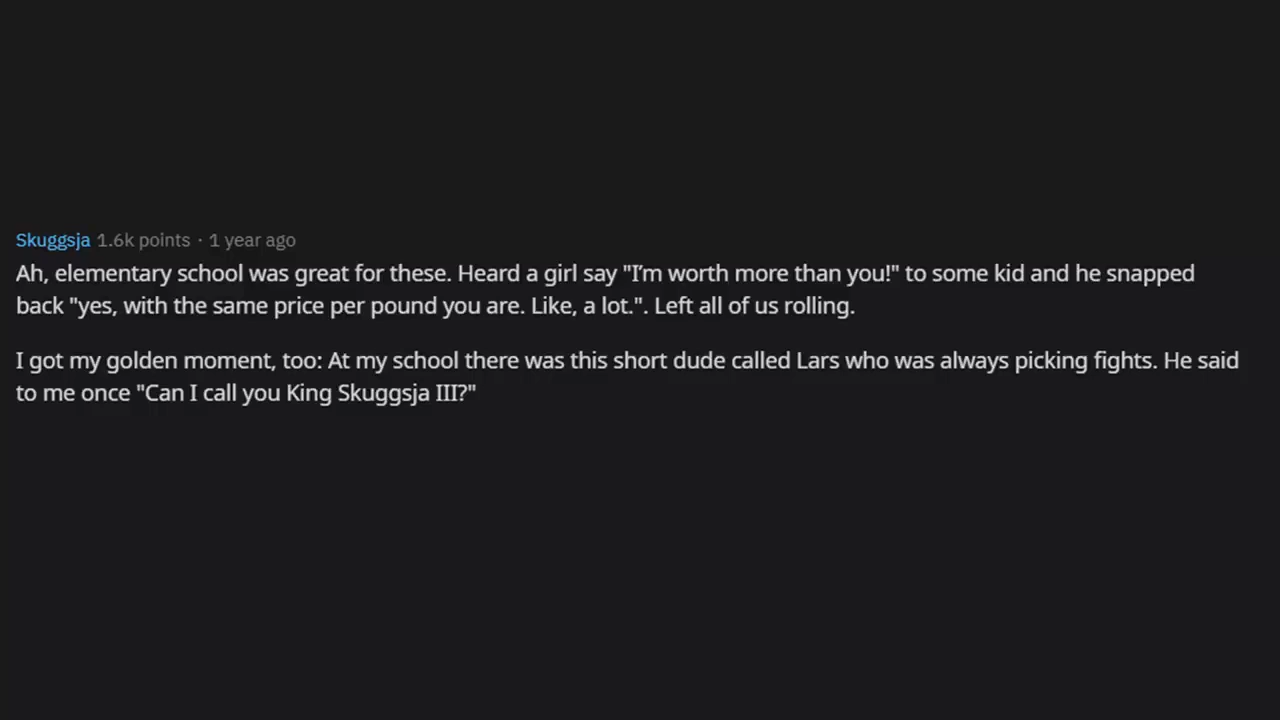 Skuggsja 1.6k points · 1 year ago
Ah, elementary school was great for these. Heard a girl say "I'm worth more than you!" to some kid and he snapped
back "yes, with the same price per pound you are. Like, a lot.". Left all of us rolling.
I got my golden moment, too: At my school there was this short dude called Lars who was always picking fights. He said
to me once "Can I call you King Skuggsja III?"